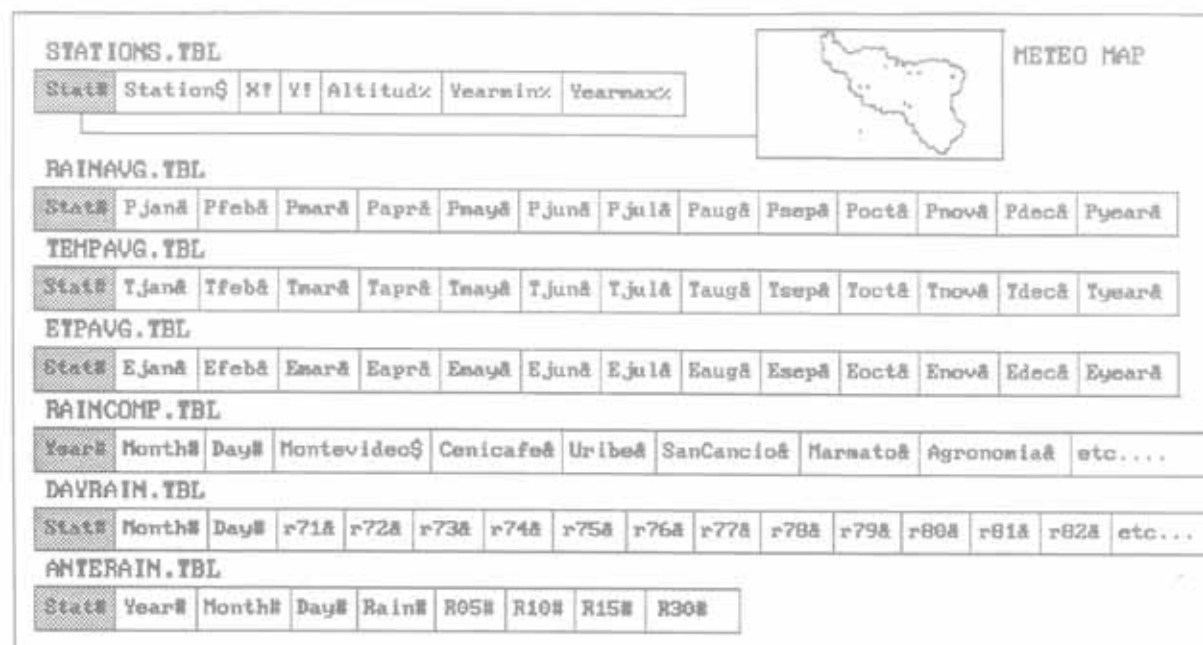 STATIONS.TBL
METEO MAP
Stat# Station$ X! Y! Altitud% Yearmin% Yearmax%
RAINAVG.TBL
Stat# Pjan& Pfeb& Pmar& Papr& Pmay& Pjun& Pjul& Paug& Psep& Poct& Pnov& Pdec& Pyear&
TEMPAVG.TBL
Stat# Tjan& Tfeb& Tmar& Tapr& Tmay& Tjun& Tjul& Taug& Tsep& Toct& Tnov& Tdec& Tyear&
ETPAVG.TBL
Stat# Ejan& Efeb& Emar& Eapr& Emay& Ejun& Ejul& Eaug& Esep& Eoct& Enov& Edec& Eyear&
RAINCOMP.TBL
Year# Month# Day# Montevideo$ Cenicafe& Uribe& SanCancio& Marmato& Agronomia& etc....
DAYRAIN.TBL
Stat# Month# Day# r71& r72& r73& r74& r75& r76& r77& r78& r79& r80& r81& r82& etc...
ANTERAIN.TBL
Stat# Year# Month# Day# Rain# R05# R10# R15# R30#